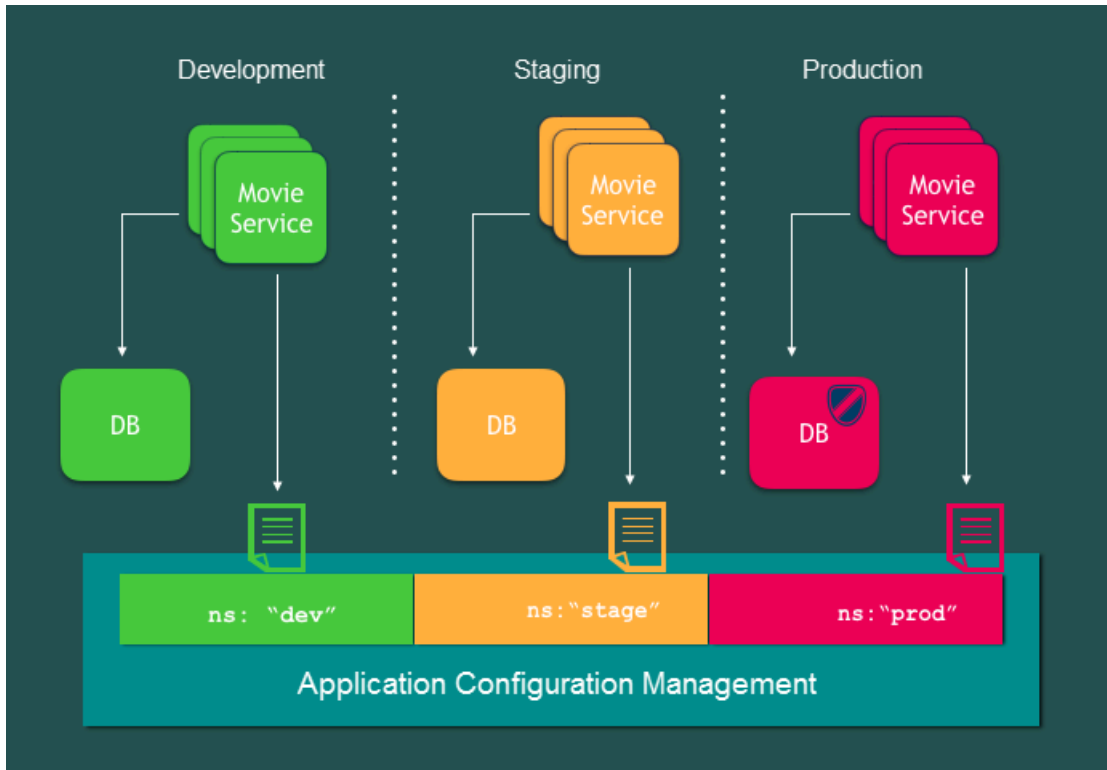 Development
Staging
Production
Movie
Service
Movie
Service
Movie
Service
DB
DB
DB
ns: “dev”
ns:“stage”
ns:“prod”
Application Configuration Management